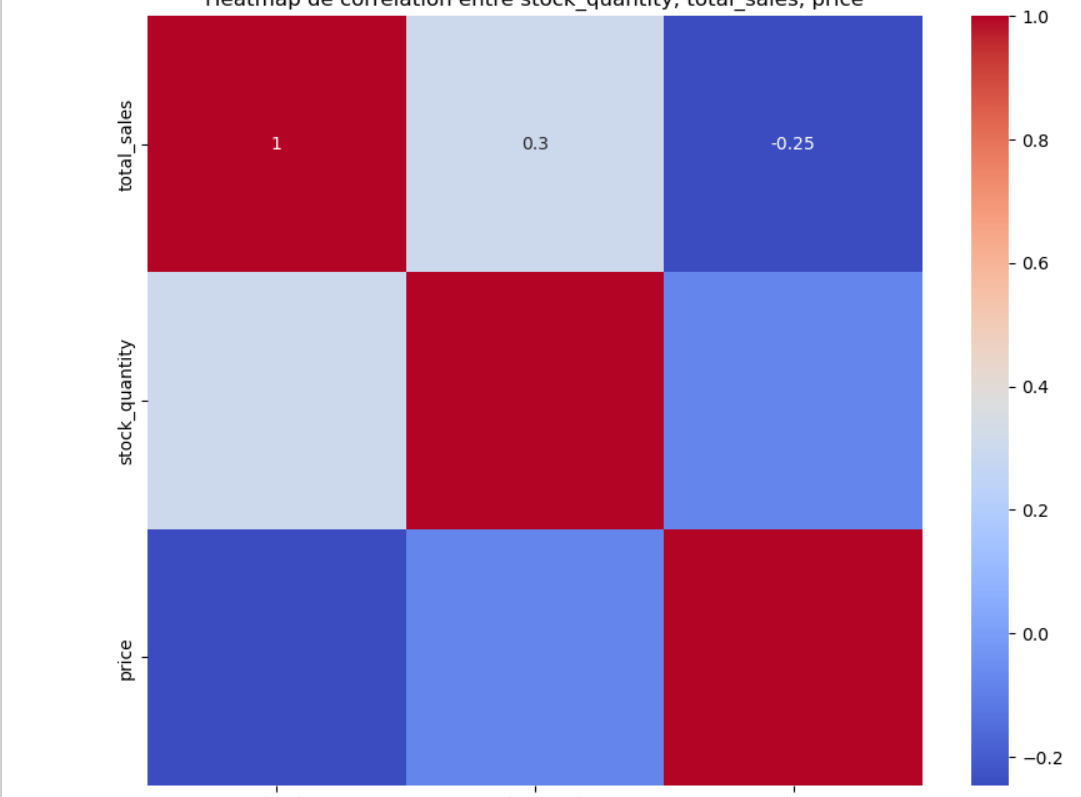 Heatmap de corrélation entre stock_quantity, total_sales, price
total_sales
1
0.3
-0.25
stock_quantity
price
1.0
0.8
0.6
0.4
0.2
0.0
−0.2